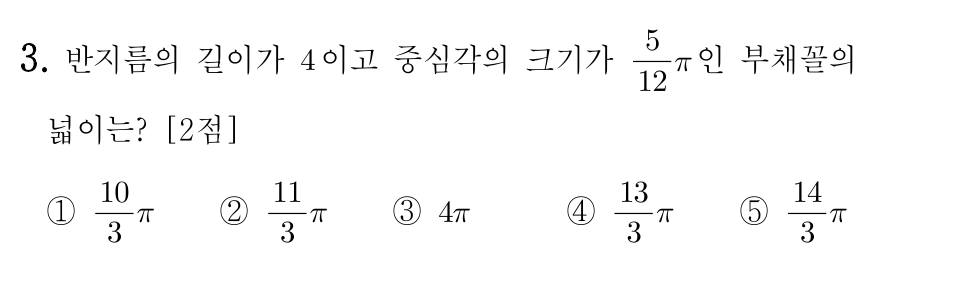 3. 반지름의 길이가 4이고 중심각의 크기가 $\frac{5}{12}\pi$인 부채꼴의
넓이는? [2점]
① $\frac{10}{3}\pi$ ② $\frac{11}{3}\pi$ ③ $4\pi$ ④ $\frac{13}{3}\pi$ ⑤ $\frac{14}{3}\pi$